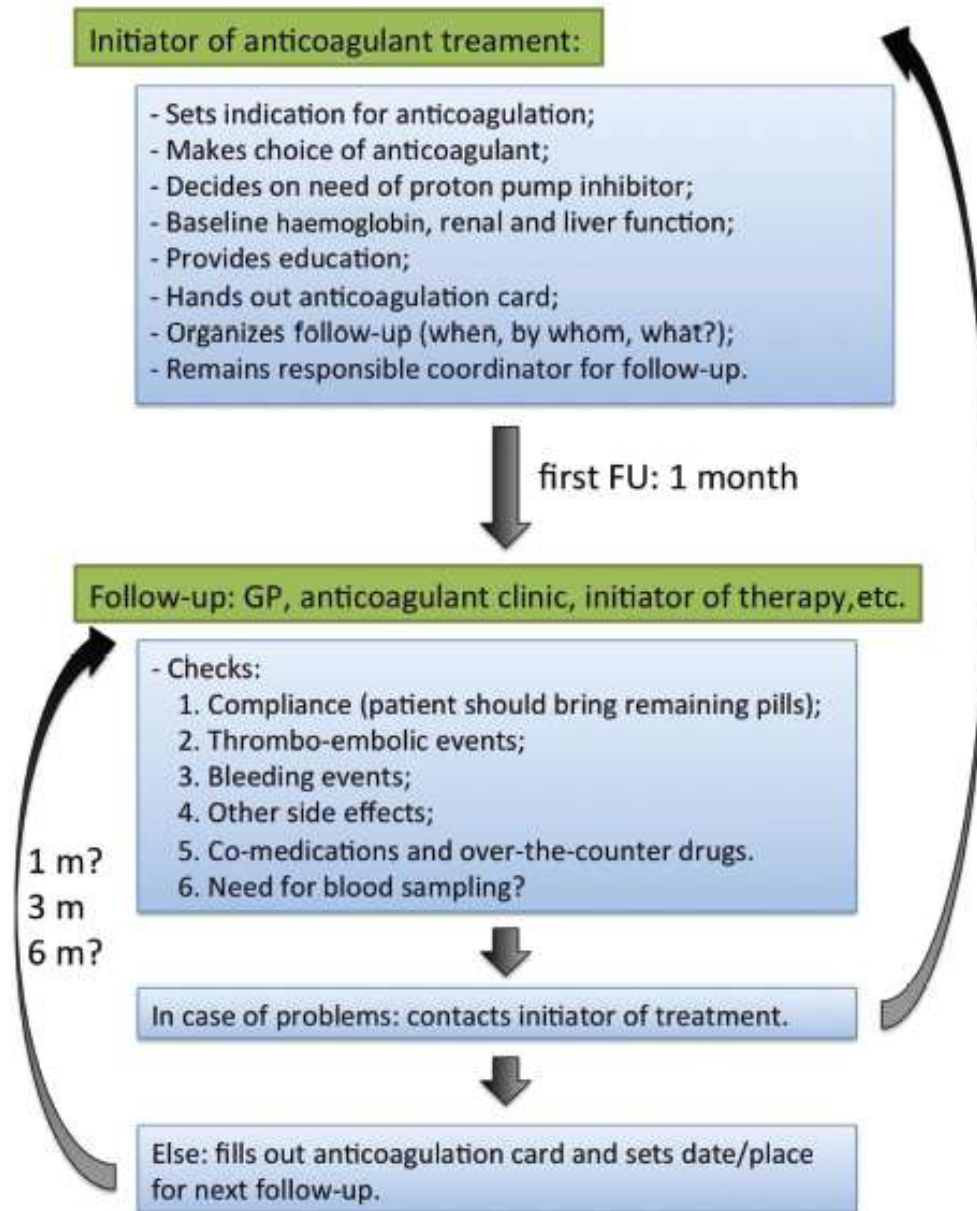 Initiator of anticoagulant treament:
- Sets indication for anticoagulation;
- Makes choice of anticoagulant;
- Decides on need of proton pump inhibitor;
- Baseline haemoglobin, renal and liver function;
- Provides education;
- Hands out anticoagulation card;
- Organizes follow-up (when, by whom, what?);
- Remains responsible coordinator for follow-up.
first FU: 1 month
Follow-up: GP, anticoagulant clinic, initiator of therapy,etc.
- Checks:
1. Compliance (patient should bring remaining pills);
2. Thrombo-embolic events;
3. Bleeding events;
4. Other side effects;
5. Co-medications and over-the-counter drugs.
6. Need for blood sampling?
1 m?
3 m
6 m?
In case of problems: contacts initiator of treatment.
Else: fills out anticoagulation card and sets date/place
for next follow-up.